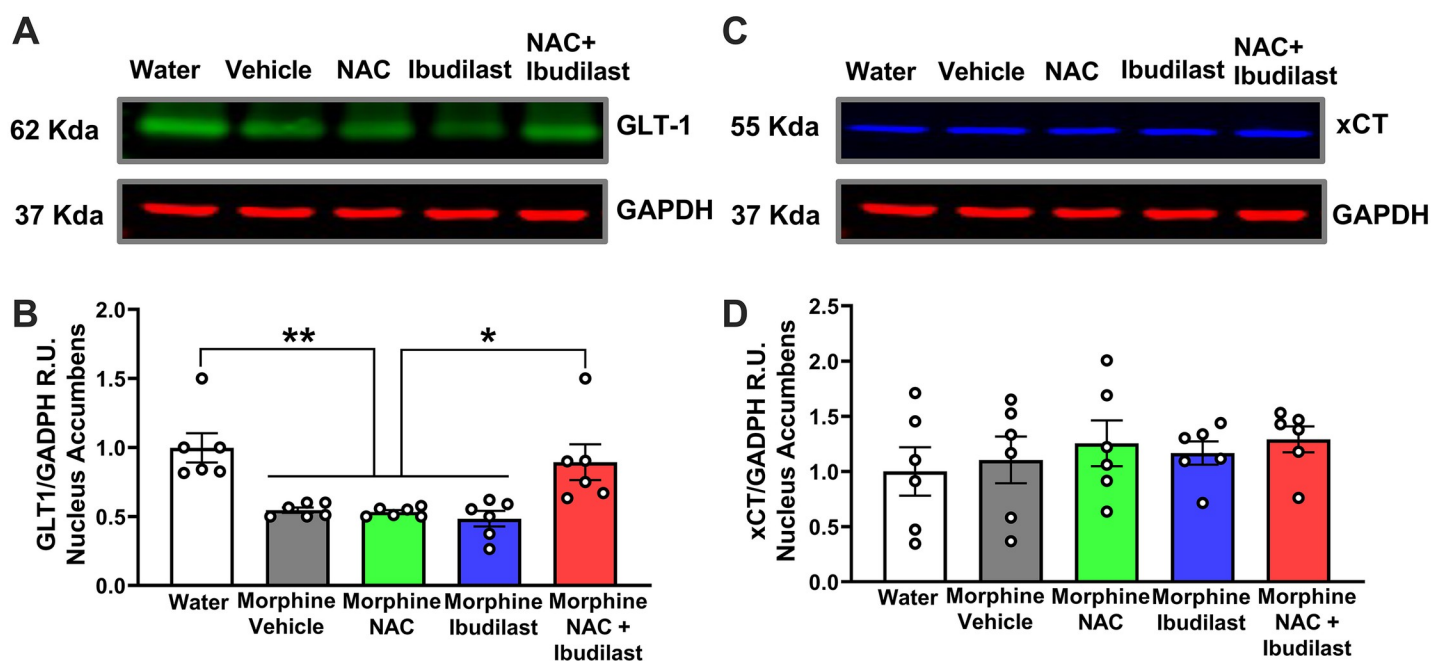 A
Water Vehicle NAC Ibudilast NAC+
Ibudilast
62 Kda GLT-1
37 Kda GAPDH
C
Water Vehicle NAC Ibudilast NAC+
Ibudilast
55 Kda xCT
37 Kda GAPDH
B
GLT1/GADPH R.U.
Nucleus Accumbens
2.0
1.5
1.0
0.5
0.0
** *
Water Morphine Morphine Morphine Morphine
Vehicle NAC Ibudilast NAC +
Ibudilast
D
xCT/GADPH R.U.
Nucleus Accumbens
2.5
2.0
1.5
1.0
0.5
0.0
Water Morphine Morphine Morphine Morphine
Vehicle NAC Ibudilast NAC +
Ibudilast